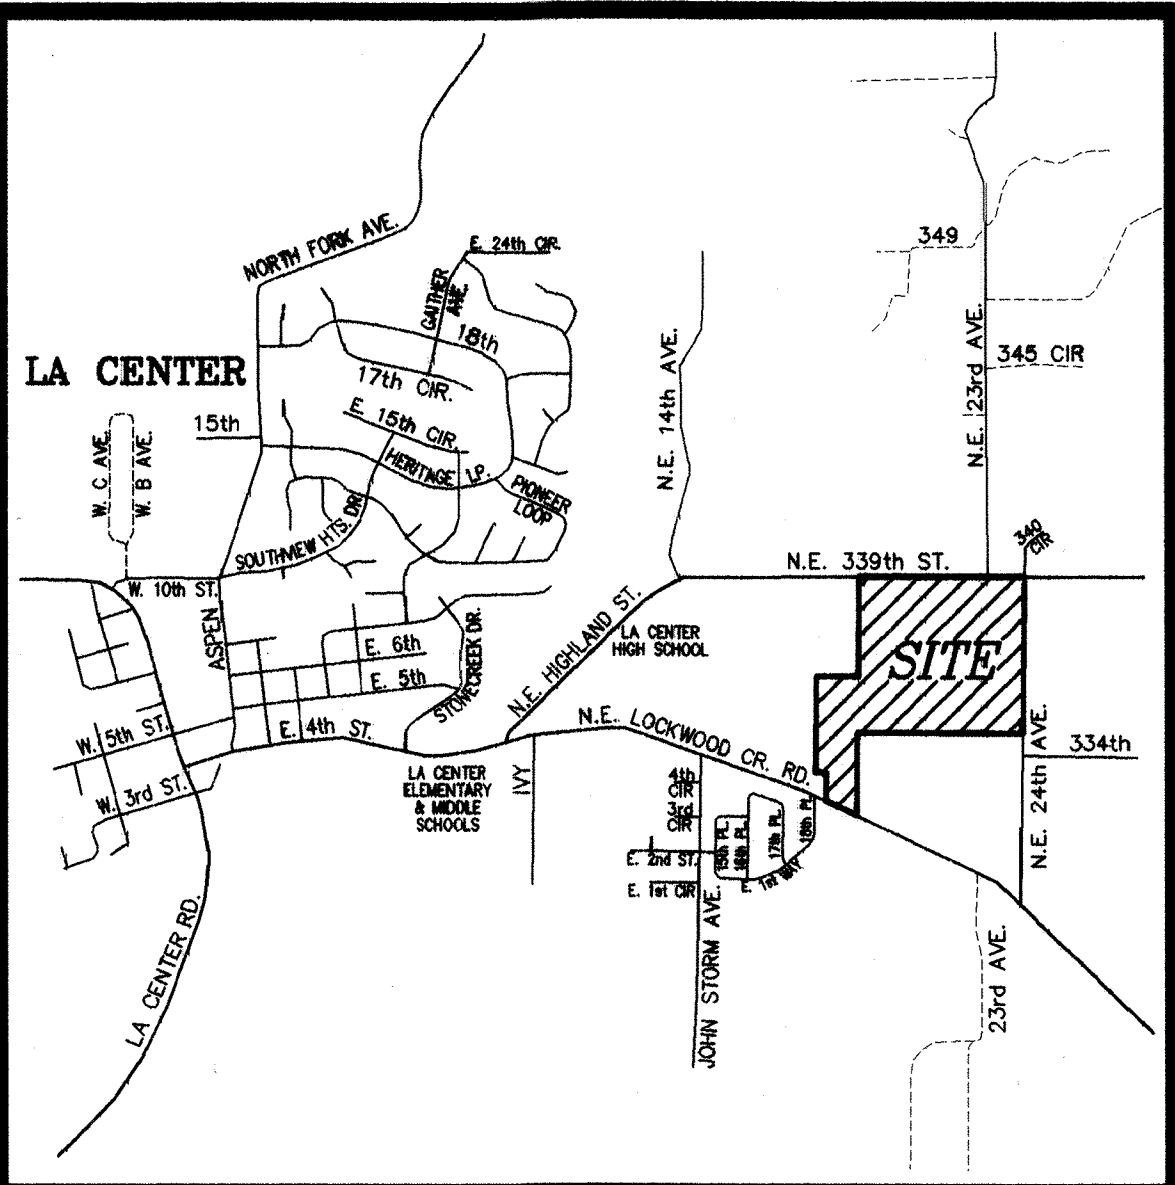 NORTH FORK AVE.
E. 24th CIR.
349
GAITHER
AVE.
18th
N.E. 14th AVE.
N.E. 23rd AVE.
345 CIR
LA CENTER
17th CIR.
E. 15th CIR.
15th
W. C AVE.
W. B AVE.
HERITAGE LP.
PIONEER
LOOP
SOUTHVIEW HTS. DR.
340
CIR
N.E. 339th ST.
W. 10th ST.
ASPEN
N.E. HIGHLAND ST.
LA CENTER
HIGH SCHOOL
SITE
E. 6th
E. 5th
STONECREEK DR.
E. 4th ST.
W. 5th ST.
W. 3rd ST.
N.E. LOCKWOOD CR. RD.
334th
N.E. 24th AVE.
LA CENTER
ELEMENTARY
& MIDDLE
SCHOOLS
IVY
4th
CIR
3rd
CIR
15th PL.
16th PL.
17th PL.
18th PL.
E. 2nd ST.
E. 1st CIR
E. 1st WAY
JOHN STORM AVE.
LA CENTER RD.
23rd AVE.